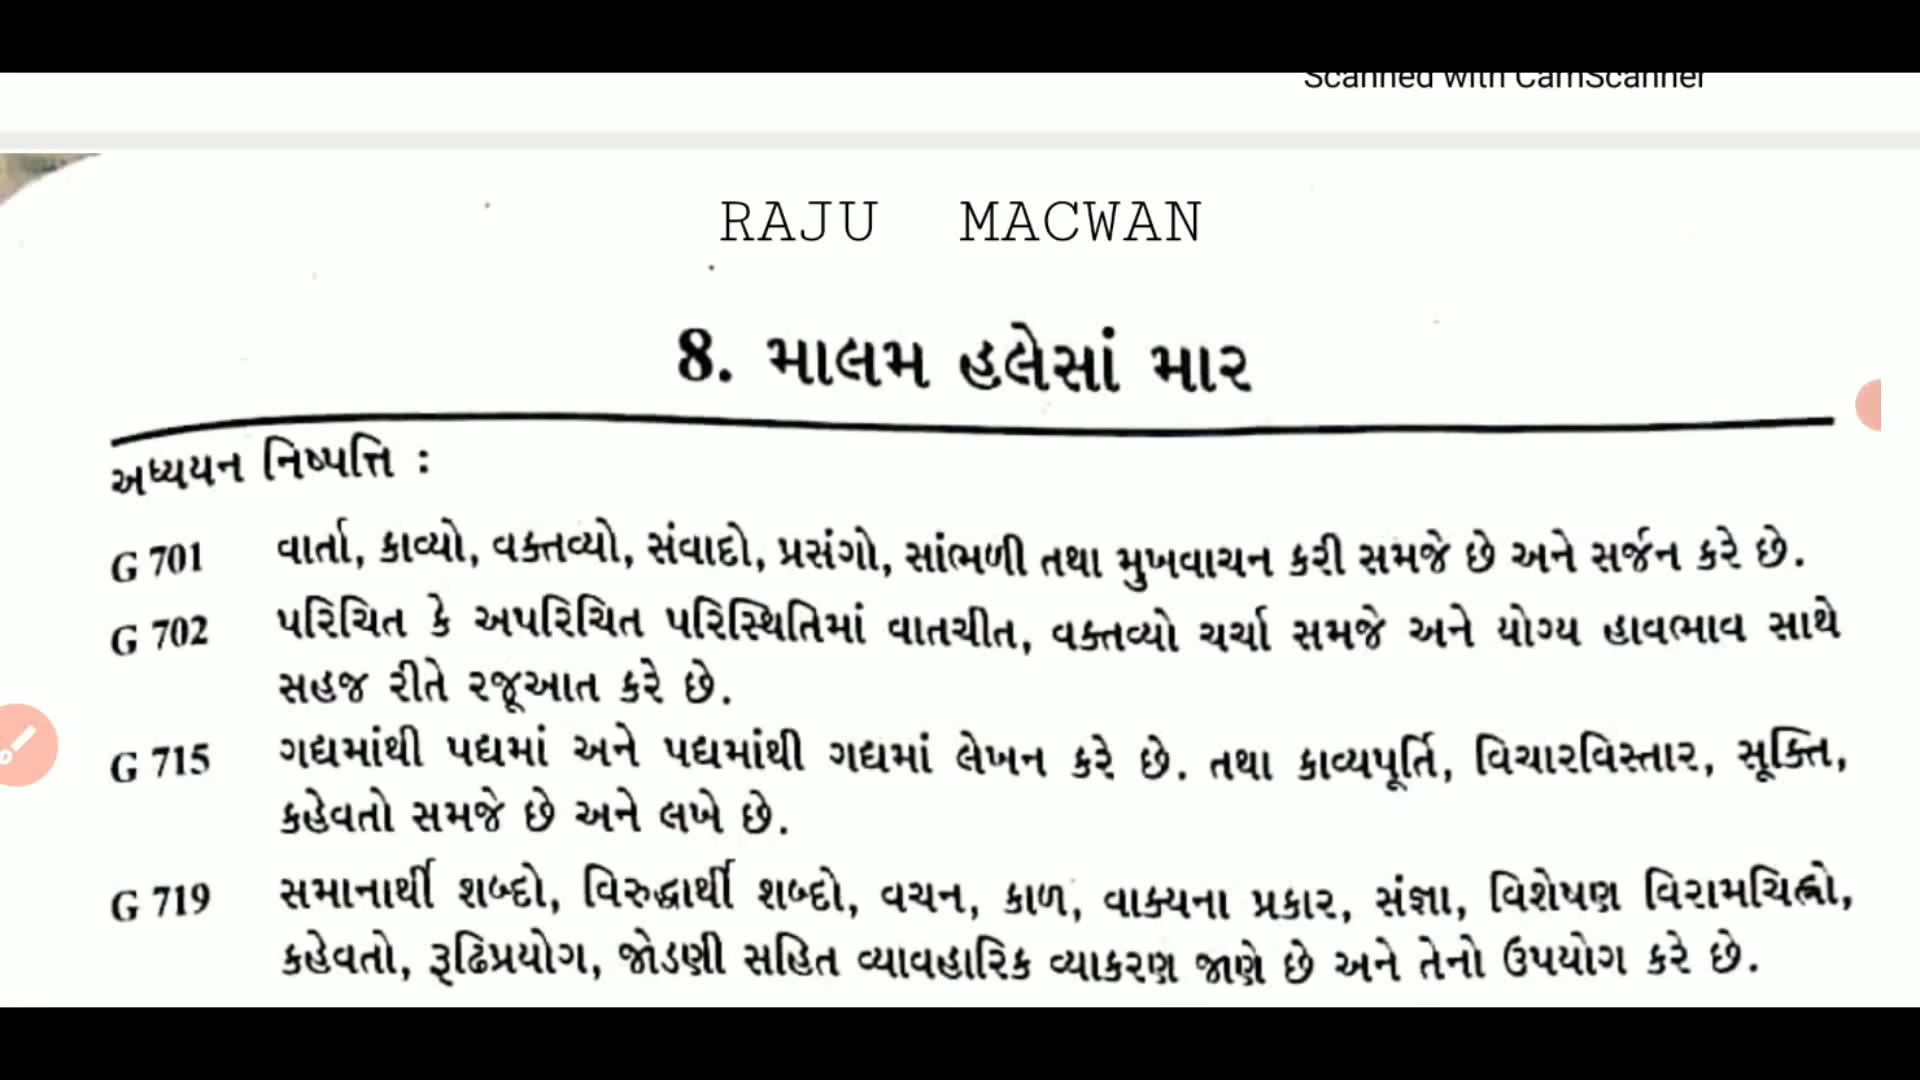 Scanned with CamScanner
RAJU MACWAN
8. માલમ હલેસાં માર
અધ્યયન નિષ્પત્તિ :
G 701 વાર્તા, કાવ્યો, વક્તવ્યો, સંવાદો, પ્રસંગો, સાંભળી તથા મુખવાચન કરી સમજે છે અને સર્જન કરે છે.
G 702 પરિચિત કે અપરિચિત પરિસ્થિતિમાં વાતચીત, વક્તવ્યો ચર્ચા સમજે અને યોગ્ય હાવભાવ સાથે
સહજ રીતે રજૂઆત કરે છે.
G 715 ગદ્યમાંથી પદ્યમાં અને પદ્યમાંથી ગદ્યમાં લેખન કરે છે. તથા કાવ્યપૂર્તિ, વિચારવિસ્તાર, સૂક્તિ,
કહેવતો સમજે છે અને લખે છે.
G 719 સમાનાર્થી શબ્દો, વિરુદ્ધાર્થી શબ્દો, વચન, કાળ, વાક્યના પ્રકાર, સંજ્ઞા, વિશેષણ વિરામચિહ્નો,
કહેવતો, રૂઢિપ્રયોગ, જોડણી સહિત વ્યાવહારિક વ્યાકરણ જાણે છે અને તેનો ઉપયોગ કરે છે.